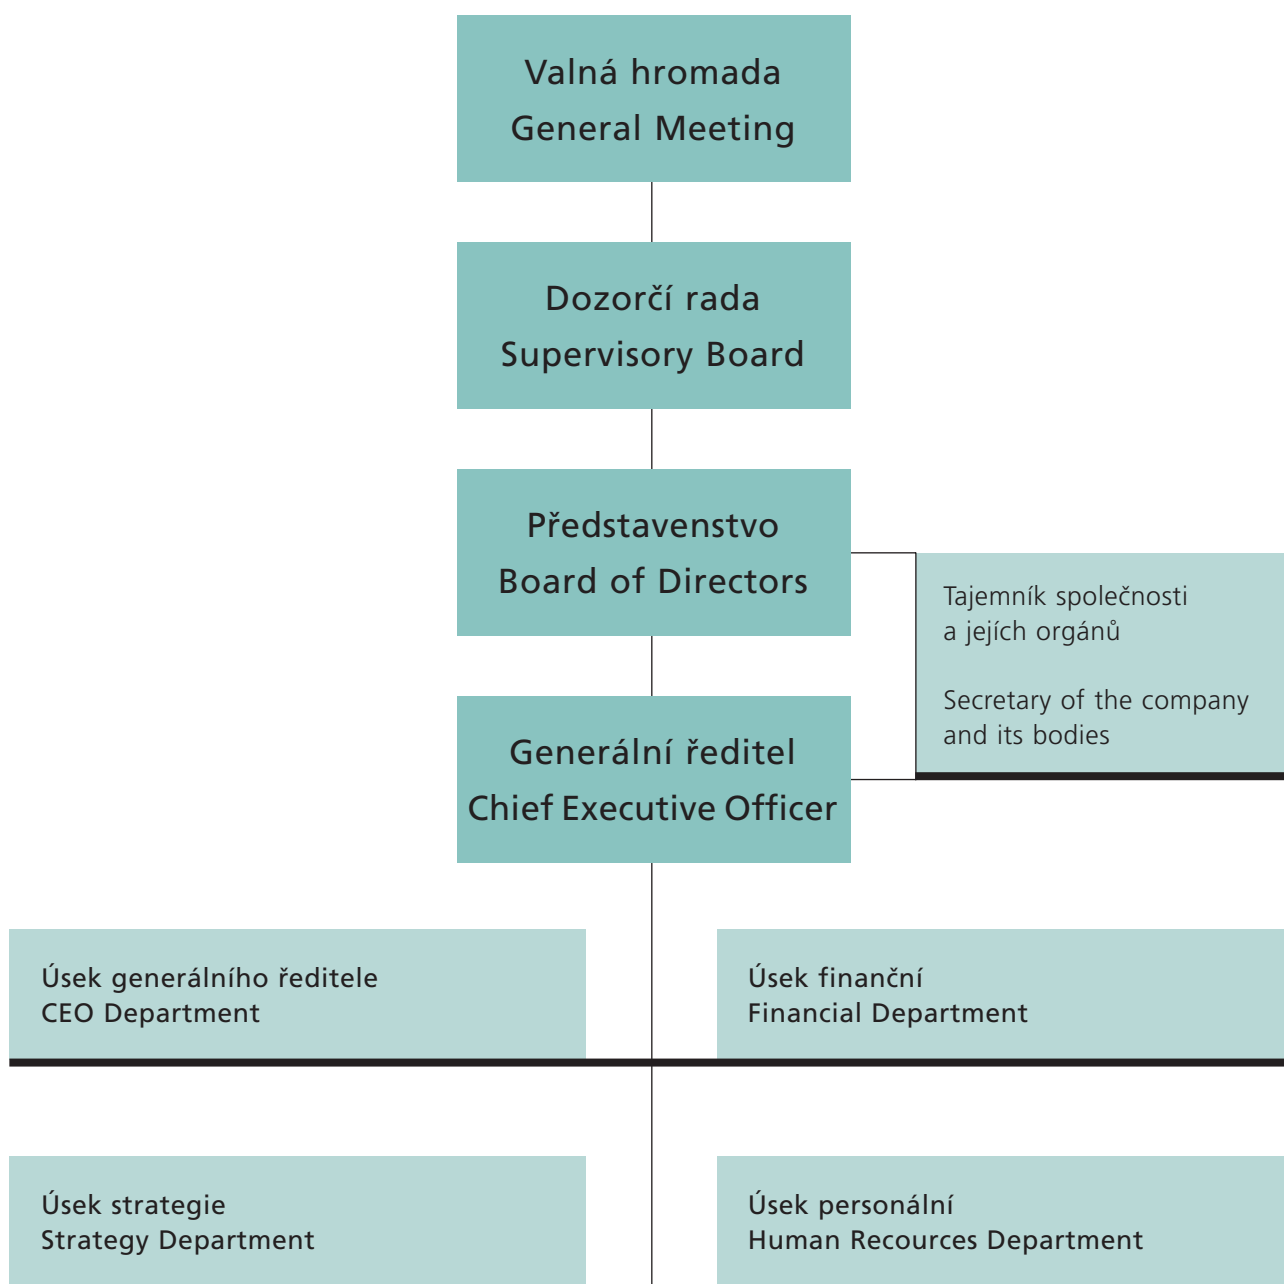 Valná hromada
General Meeting
Dozorčí rada
Supervisory Board
Představenstvo
Board of Directors
Tajemník společnosti
a jejích orgánů
Secretary of the company
and its bodies
Generální ředitel
Chief Executive Officer
Úsek generálního ředitele
CEO Department
Úsek finanční
Financial Department
Úsek strategie
Strategy Department
Úsek personální
Human Recources Department